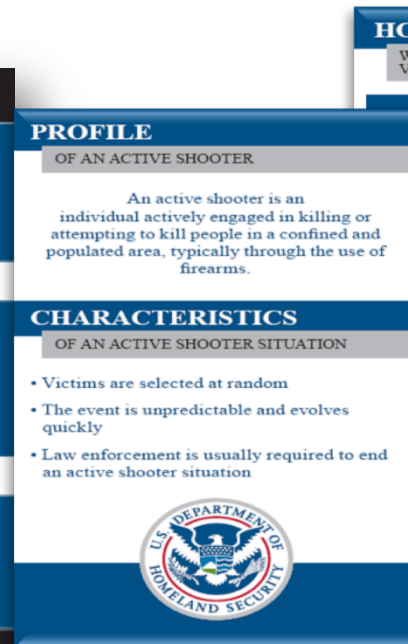 HO
W
V
PROFILE
OF AN ACTIVE SHOOTER
An active shooter is an
individual actively engaged in killing or
attempting to kill people in a confined and
populated area, typically through the use of
firearms.
CHARACTERISTICS
OF AN ACTIVE SHOOTER SITUATION
• Victims are selected at random
• The event is unpredictable and evolves
quickly
• Law enforcement is usually required to end
an active shooter situation
U.S. DEPARTMENT OF
HOMELAND SECURITY